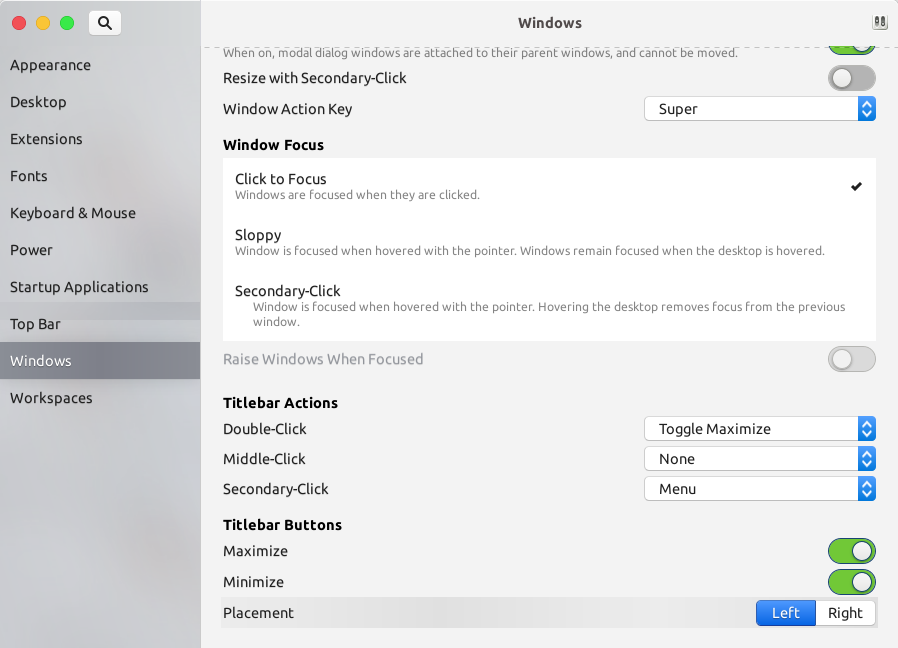 Windows
Appearance
Desktop
Extensions
Fonts
Keyboard & Mouse
Power
Startup Applications
Top Bar
Windows
Workspaces
When on, modal dialog windows are attached to their parent windows, and cannot be moved.
Resize with Secondary-Click
Window Action Key
Super
Window Focus
Click to Focus
Windows are focused when they are clicked.
Sloppy
Window is focused when hovered with the pointer. Windows remain focused when the desktop is hovered.
Secondary-Click
Window is focused when hovered with the pointer. Hovering the desktop removes focus from the previous
window.
Raise Windows When Focused
Titlebar Actions
Double-Click
Toggle Maximize
Middle-Click
None
Secondary-Click
Menu
Titlebar Buttons
Maximize
Minimize
Placement
Left
Right